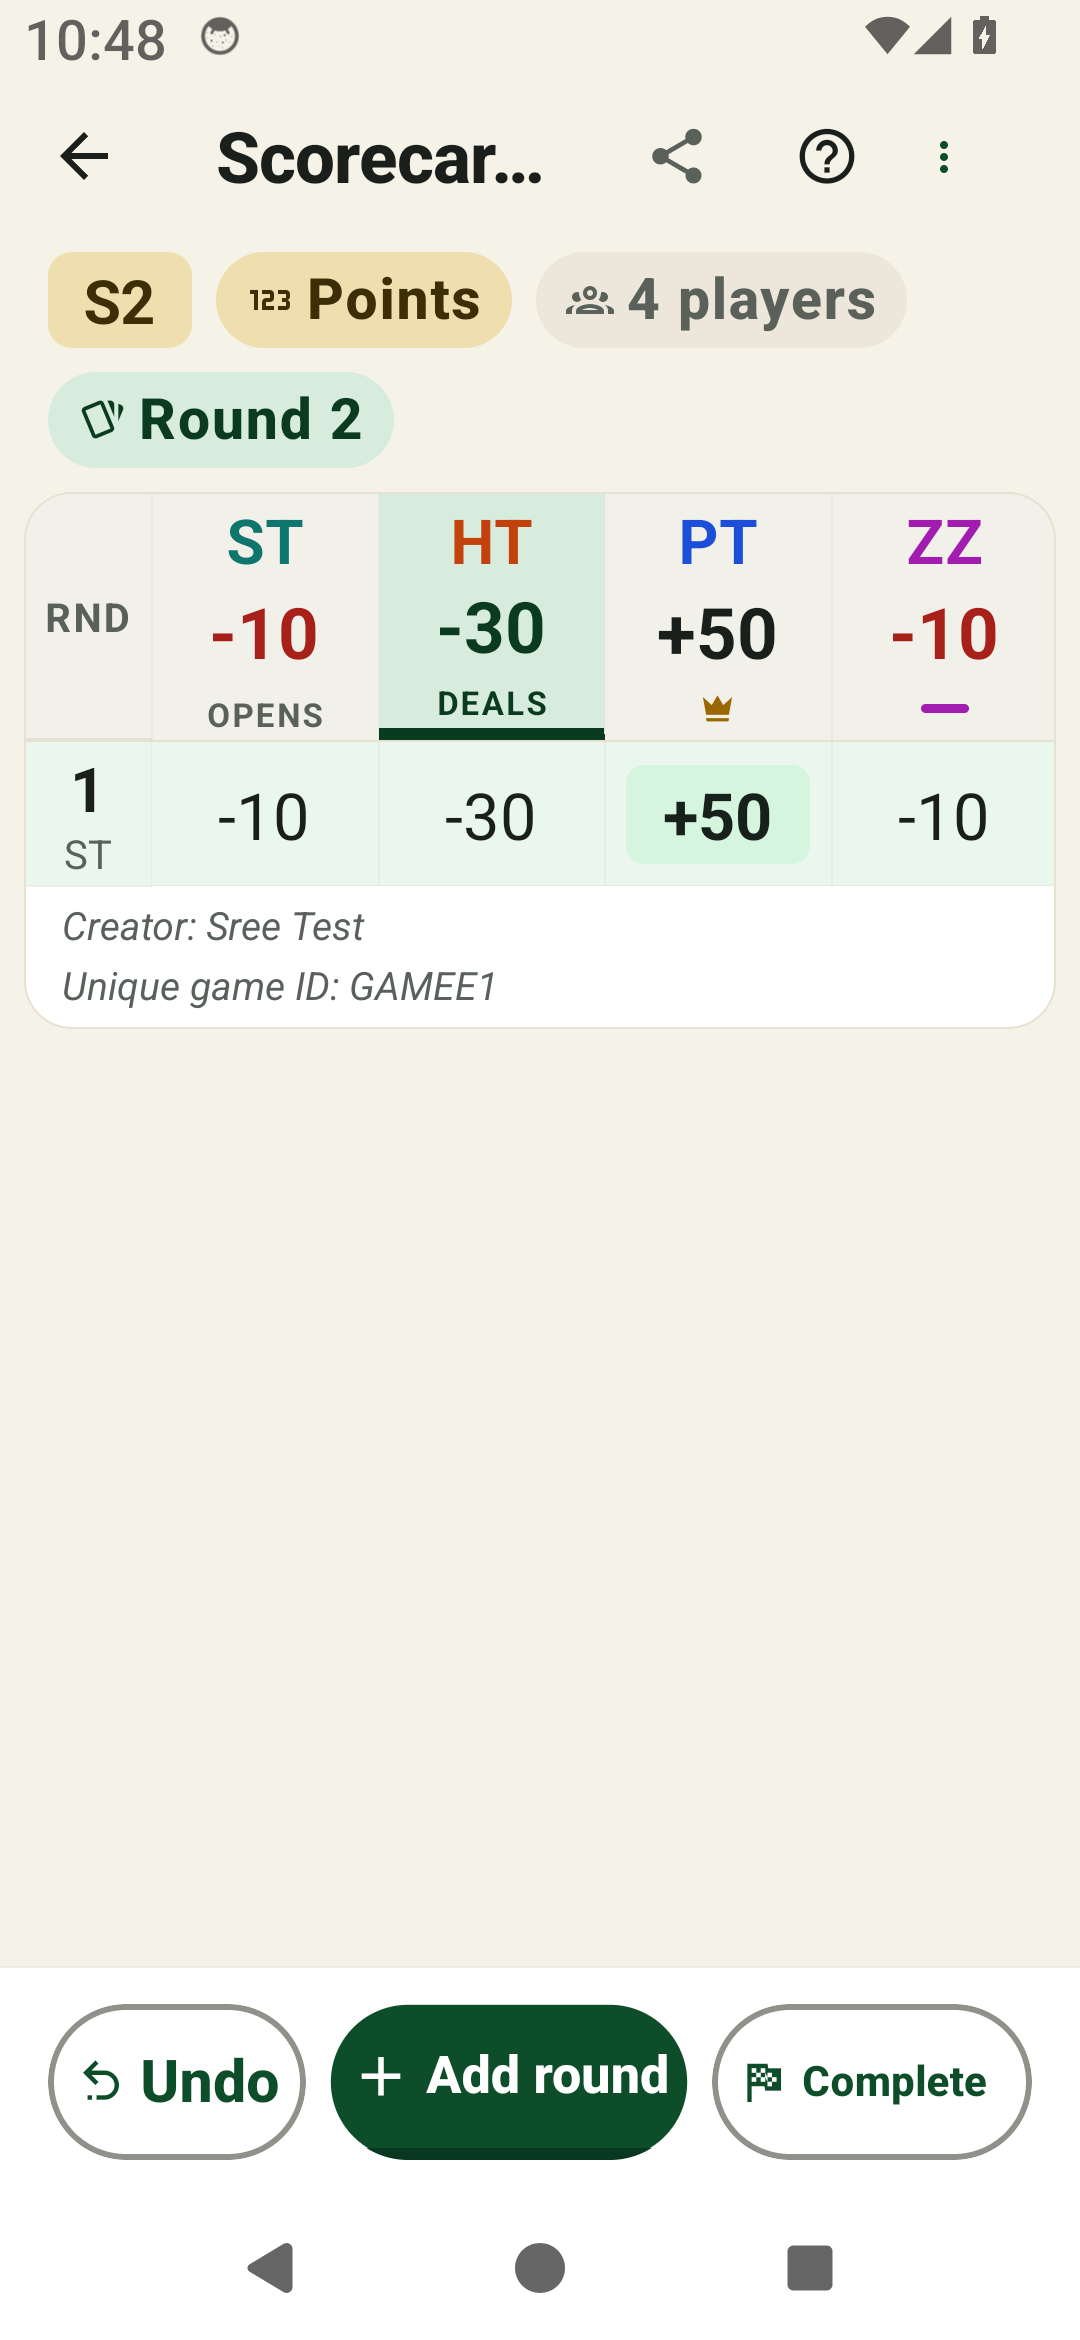 10:48
Scorecar...
S2
123 Points
4 players
Round 2
RND ST HT PT ZZ
-10 -30 +50 -10
OPENS DEALS
1 -10 -30 +50 -10
ST
Creator: Sree Test
Unique game ID: GAMEE1
Undo + Add round Complete